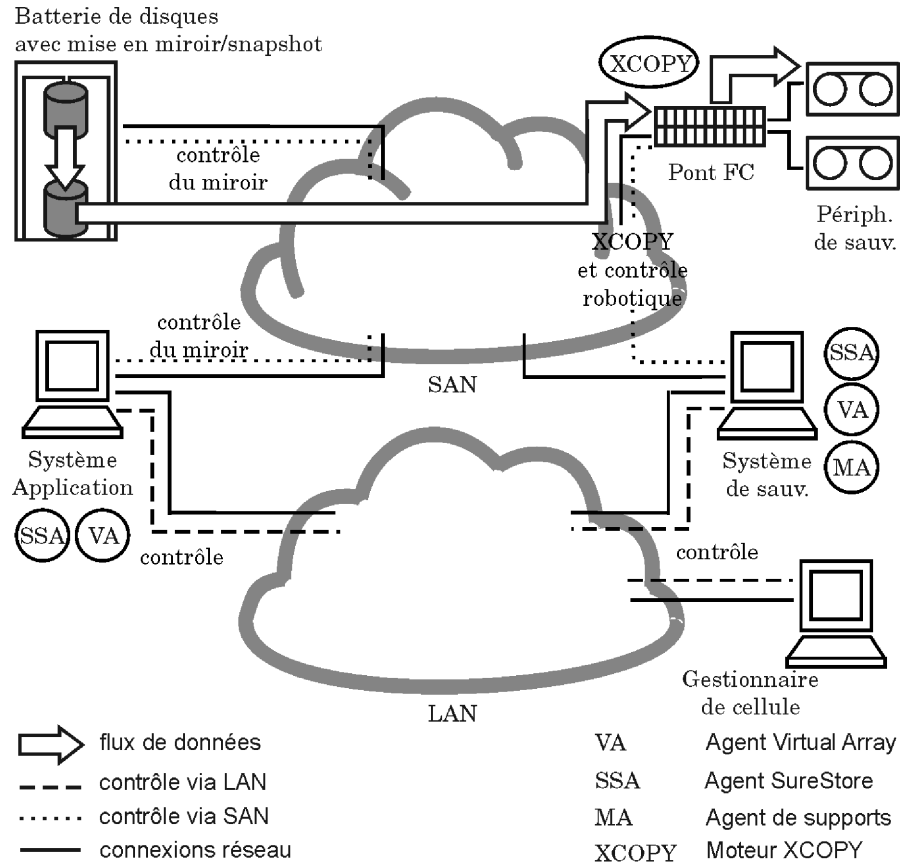 Batterie de disques
avec mise en miroir/snapshot
XCOPY
contrôle
du miroir
Pont FC
Périph.
de sauv.
XCOPY
et contrôle
robotique
contrôle
du miroir
SAN
SSA
VA
MA
Système
Application
Système
de sauv.
SSA
VA
contrôle
contrôle
Gestionnaire
de cellule
LAN
flux de données
contrôle via LAN
contrôle via SAN
connexions réseau
VA Agent Virtual Array
SSA Agent SureStore
MA Agent de supports
XCOPY Moteur XCOPY